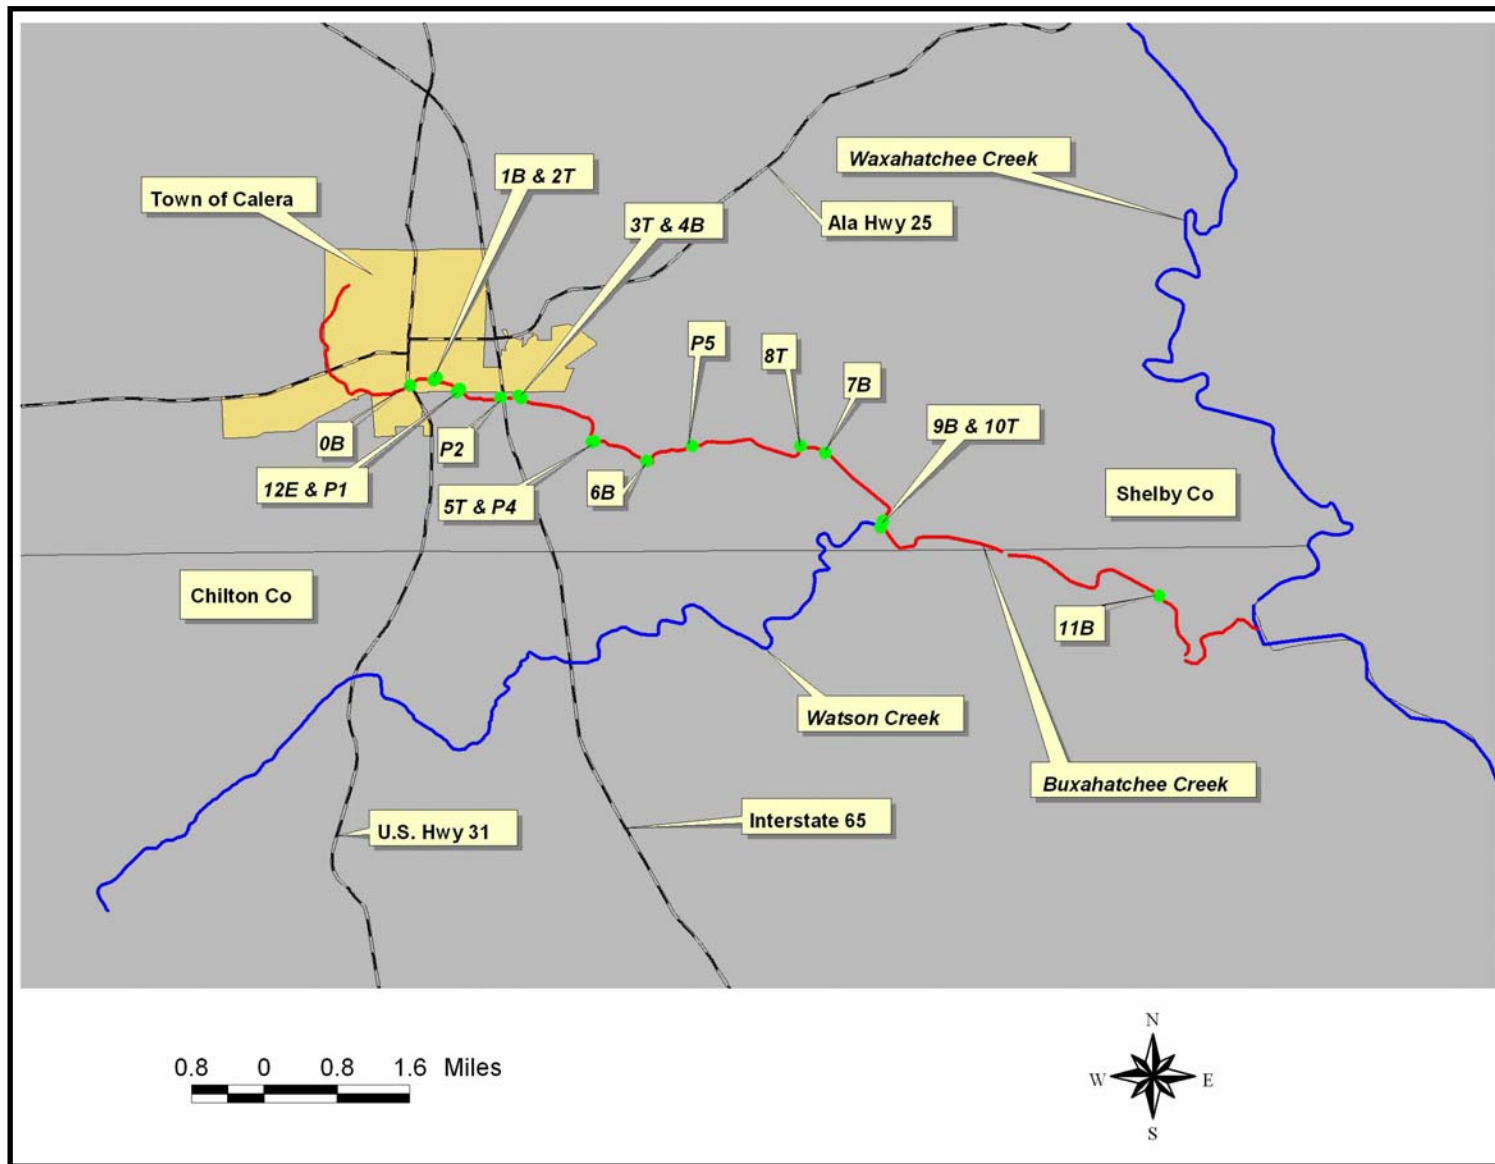 Waxahatchee Creek
1B & 2T
Town of Calera
3T & 4B
Ala Hwy 25
P5
8T
7B
9B & 10T
0B
P2
12E & P1
5T & P4
6B
Shelby Co
Chilton Co
11B
Watson Creek
Buxahatchee Creek
U.S. Hwy 31
Interstate 65
0.8 0 0.8 1.6 Miles
N
W E
S